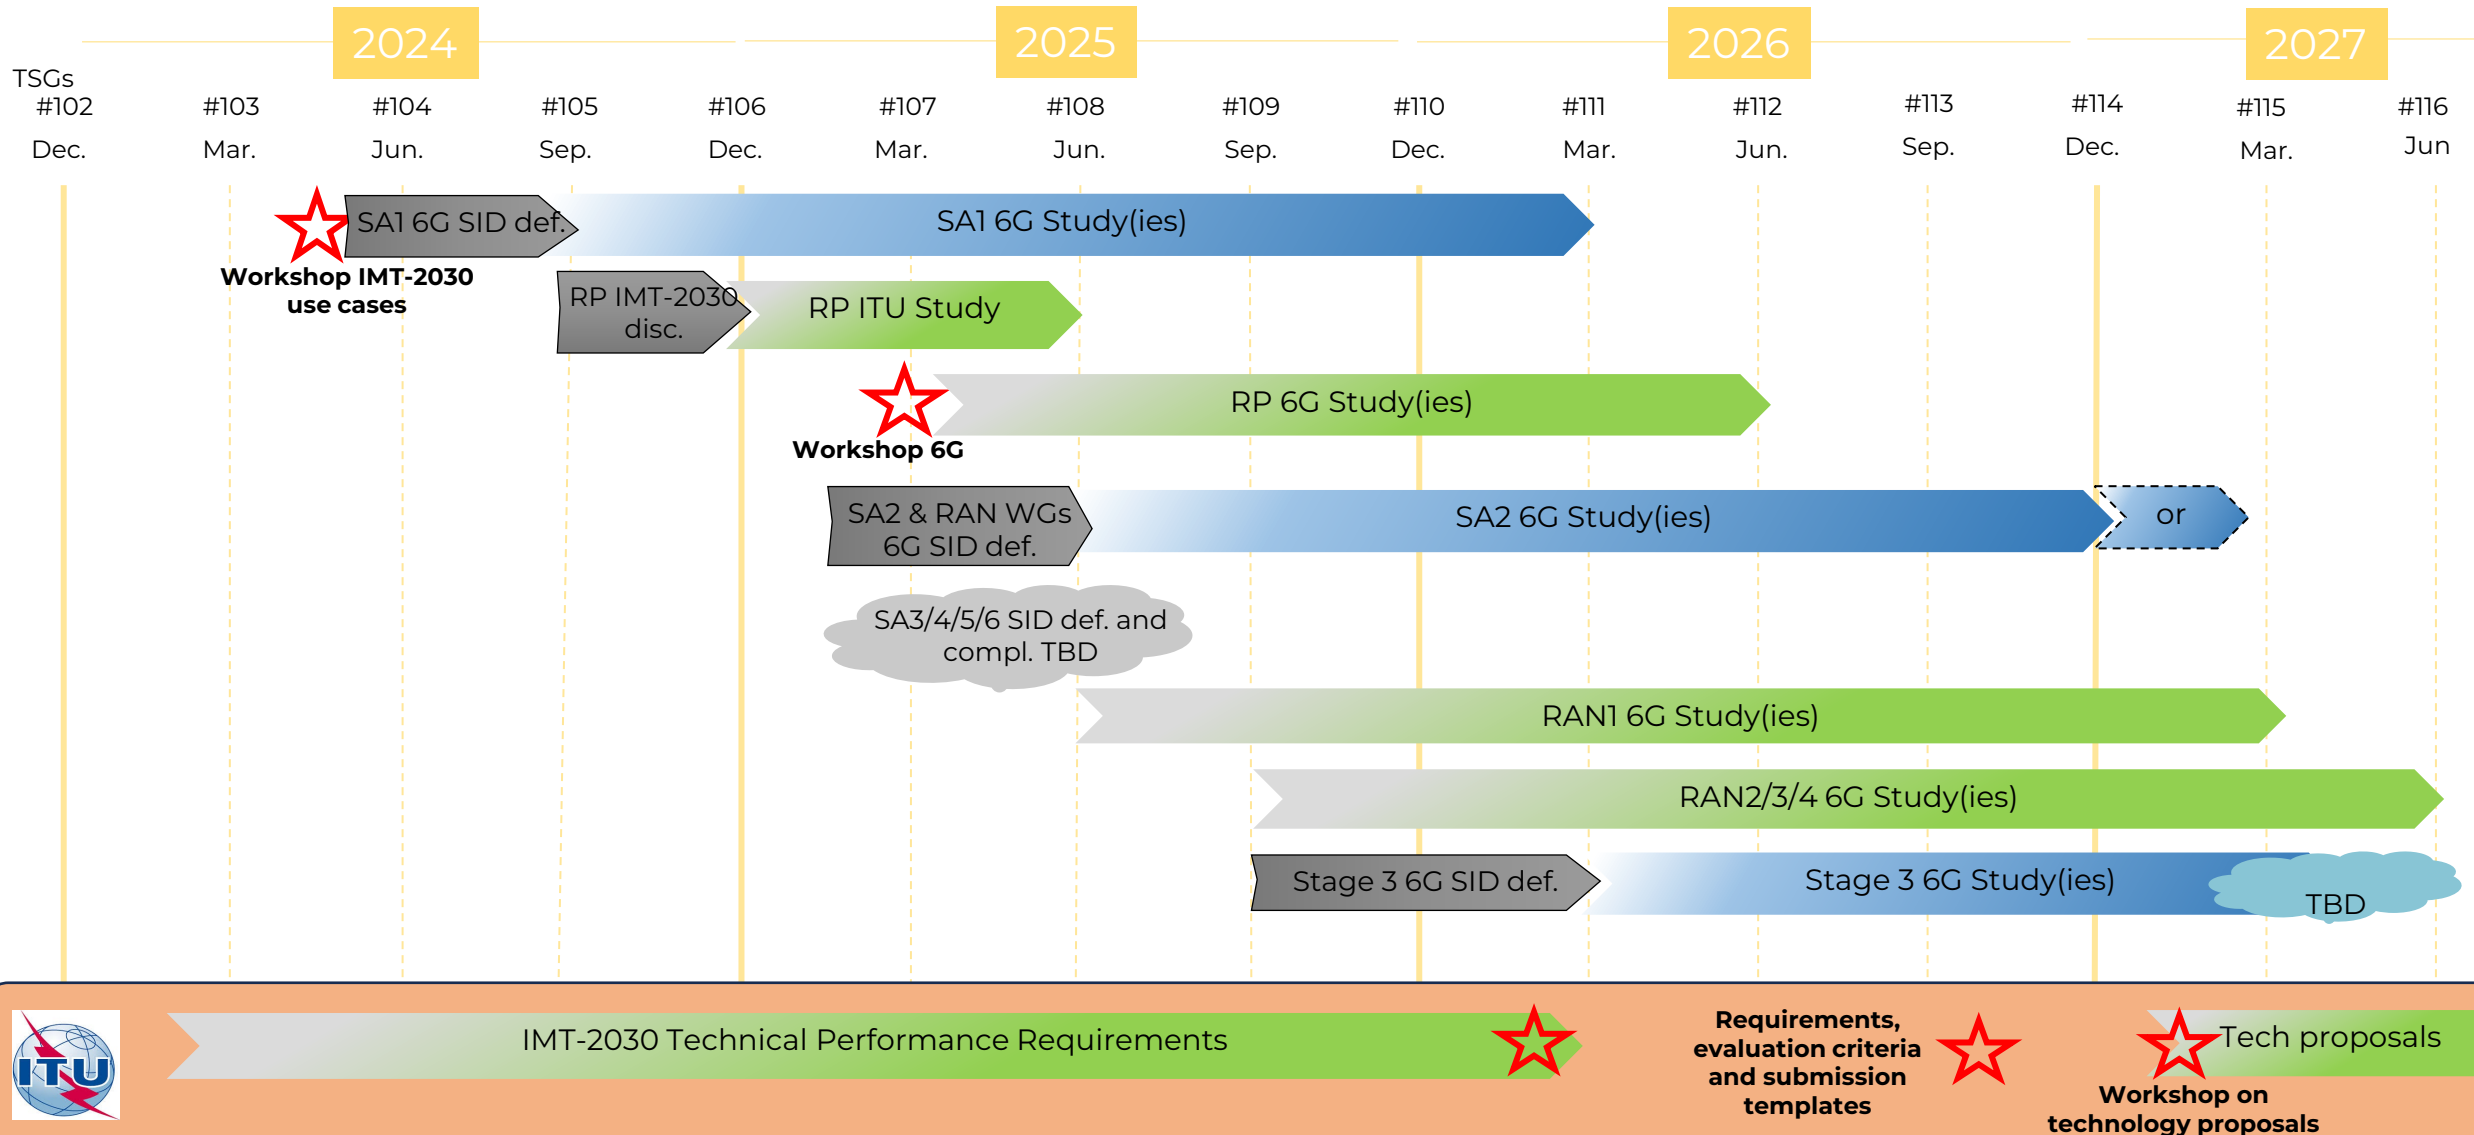 2024
2025
2026
2027
TSGs
#102 #103 #104 #105 #106 #107 #108 #109 #110 #111 #112 #113 #114 #115 #116
Dec. Mar. Jun. Sep. Dec. Mar. Jun. Sep. Dec. Mar. Jun. Sep. Dec. Mar. Jun
SA1 6G SID def.
SA1 6G Study(ies)
Workshop IMT-2030
use cases
RP IMT-2030
disc.
RP ITU Study
RP 6G Study(ies)
Workshop 6G
SA2 & RAN WGs
6G SID def.
SA2 6G Study(ies)
or
SA3/4/5/6 SID def. and
compl. TBD
RAN1 6G Study(ies)
RAN2/3/4 6G Study(ies)
Stage 3 6G SID def.
Stage 3 6G Study(ies)
TBD
ITU
IMT-2030 Technical Performance Requirements
Requirements,
evaluation criteria
and submission
templates
Tech proposals
Workshop on
technology proposals